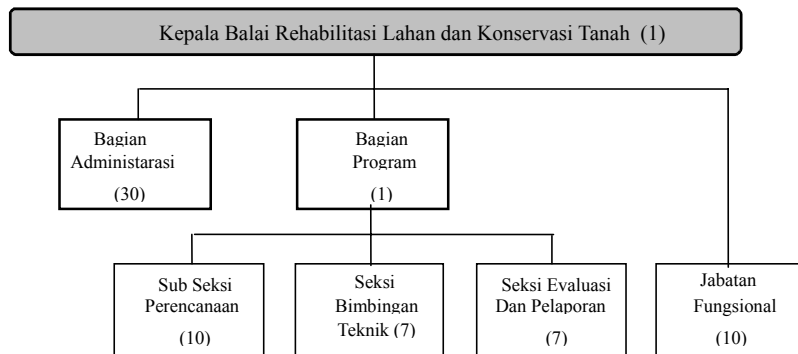 Kepala Balai Rehabilitasi Lahan dan Konservasi Tanah (1)
Bagian
Administarasi
(30)
Bagian
Program
(1)
Sub Seksi
Perencanaan
(10)
Seksi
Bimbingan
Teknik (7)
Seksi Evaluasi
Dan Pelaporan
(7)
Jabatan
Fungsional
(10)